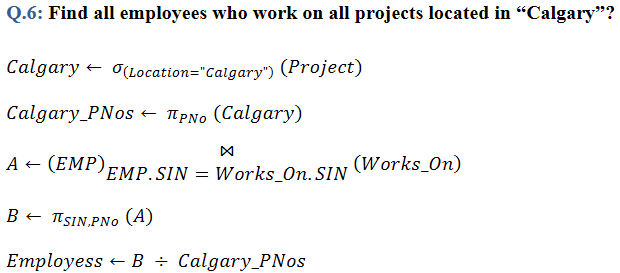 Q.6: Find all employees who work on all projects located in “Calgary”?
Calgary ← σ(Location="Calgary") (Project)
Calgary_PNos ← πPNo (Calgary)
A ← (EMP) ⋈ EMP.SIN = Works_On.SIN (Works_On)
B ← πSIN,PNo (A)
Employess ← B ÷ Calgary_PNos